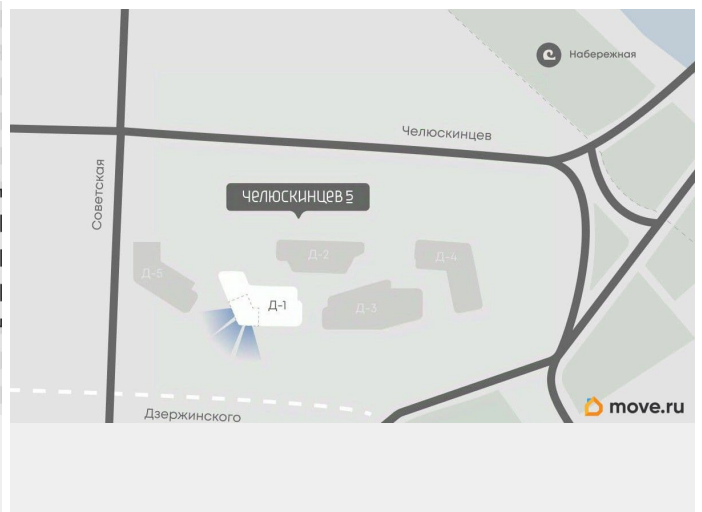 Набережная
Челюскинцев
Советская
Челюскинцев 5
Д-2
Д-4
Д-5
Д-1
Д-3
Дзержинского
move.ru